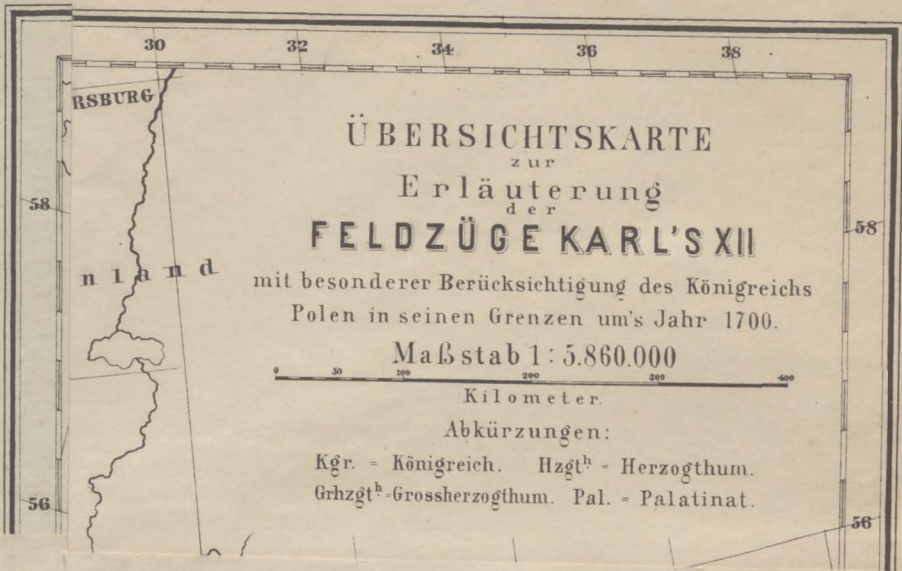 30 32 34 36 38
RSBURG
ÜBERSICHTSKARTE
zur
Erläuterung
der
FELDZÜGE KARL'S XII
58 58
nland
mit besonderer Berücksichtigung des Königreichs
Polen in seinen Grenzen um's Jahr 1700.
Maßstab 1:5.860.000
0 50 100 200 300 400
Kilometer
Abkürzungen:
Kgr. = Königreich. Hzgtʰ = Herzogthum.
Grhzgtʰ=Grossherzogthum. Pal. = Palatinat.
56 56